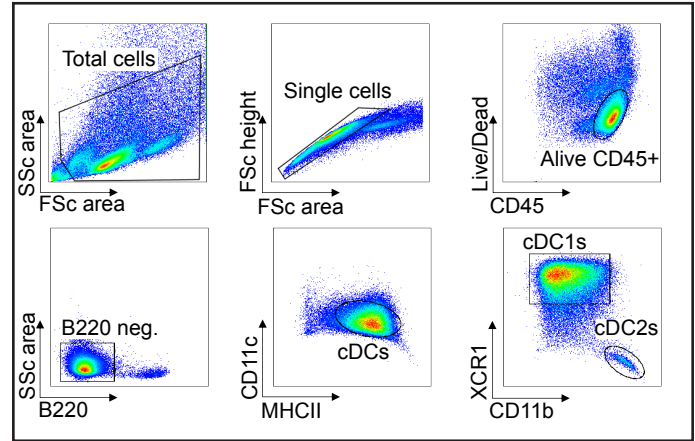 Total cells
SSc area
FSc area
Single cells
FSc height
FSc area
Live/Dead
Alive CD45+
CD45
B220 neg.
SSc area
B220
CD11c
cDCs
MHCII
cDC1s
cDC2s
XCR1
CD11b